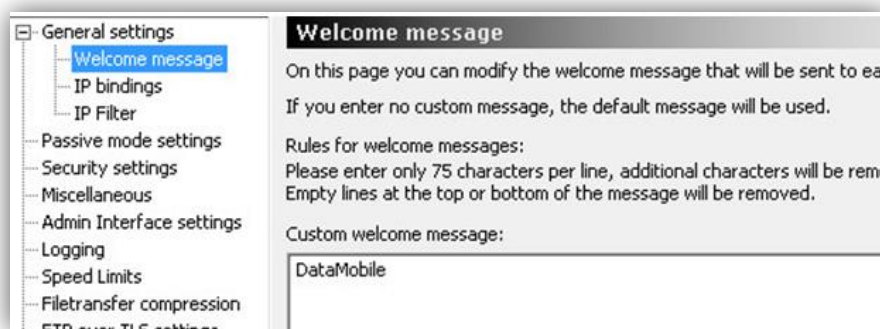 General settings
Welcome message
IP bindings
IP Filter
Passive mode settings
Security settings
Miscellaneous
Admin Interface settings
Logging
Speed Limits
Filetransfer compression
FTP over TLS settings
Welcome message
On this page you can modify the welcome message that will be sent to ea
If you enter no custom message, the default message will be used.
Rules for welcome messages:
Please enter only 75 characters per line, additional characters will be rem
Empty lines at the top or bottom of the message will be removed.
Custom welcome message:
DataMobile